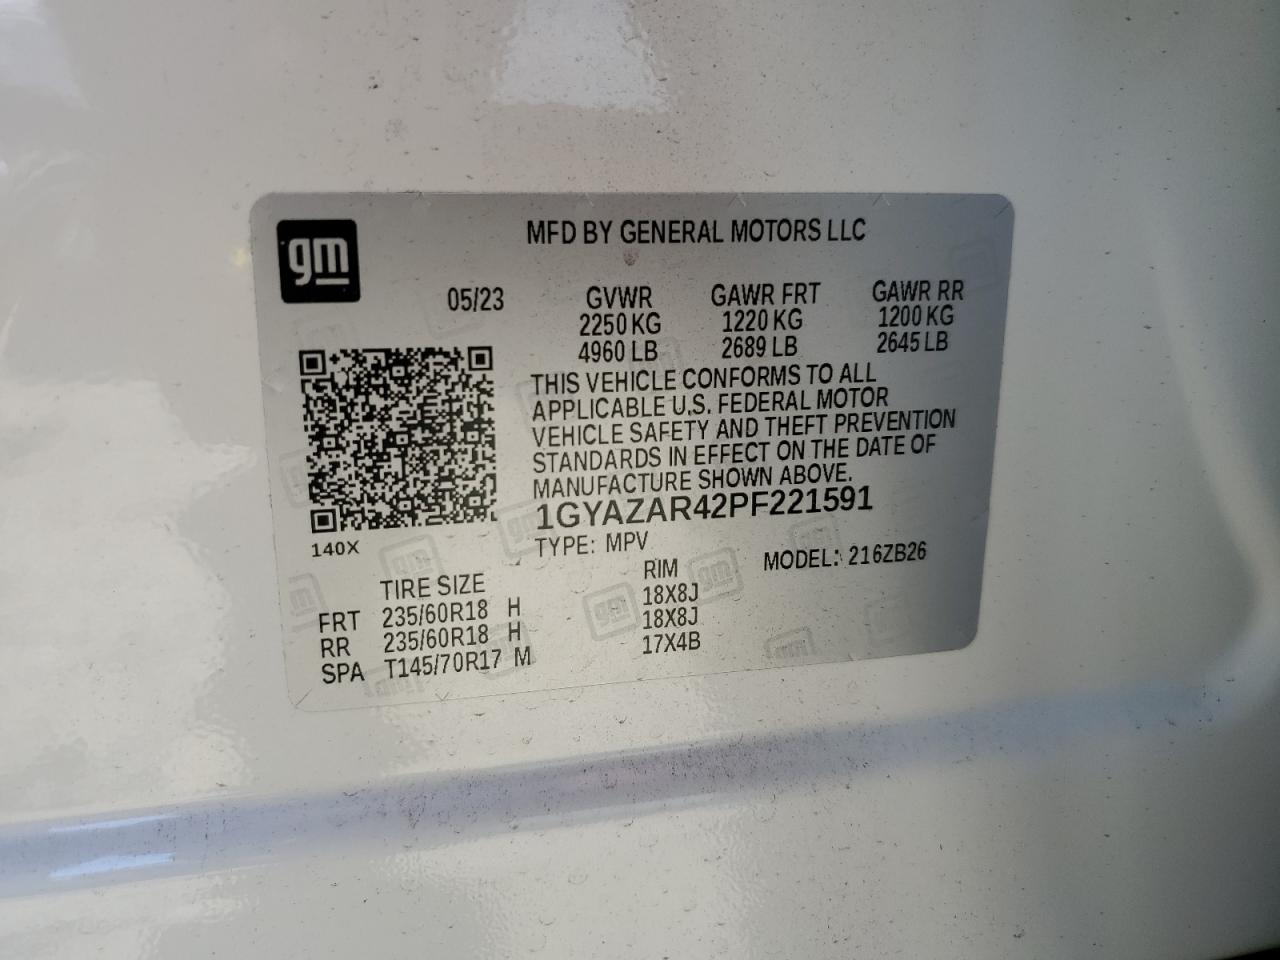 gm
MFD BY GENERAL MOTORS LLC
05/23 GVWR GAWR FRT GAWR RR
2250 KG 1220 KG 1200 KG
4960 LB 2689 LB 2645 LB
THIS VEHICLE CONFORMS TO ALL
APPLICABLE U.S. FEDERAL MOTOR
VEHICLE SAFETY AND THEFT PREVENTION
STANDARDS IN EFFECT ON THE DATE OF
MANUFACTURE SHOWN ABOVE.
1GYAZAR42PF221591
140X
TYPE: MPV MODEL: 216ZB26
TIRE SIZE RIM
FRT 235/60R18 H 18X8J
RR 235/60R18 H 18X8J
SPA T145/70R17 M 17X4B